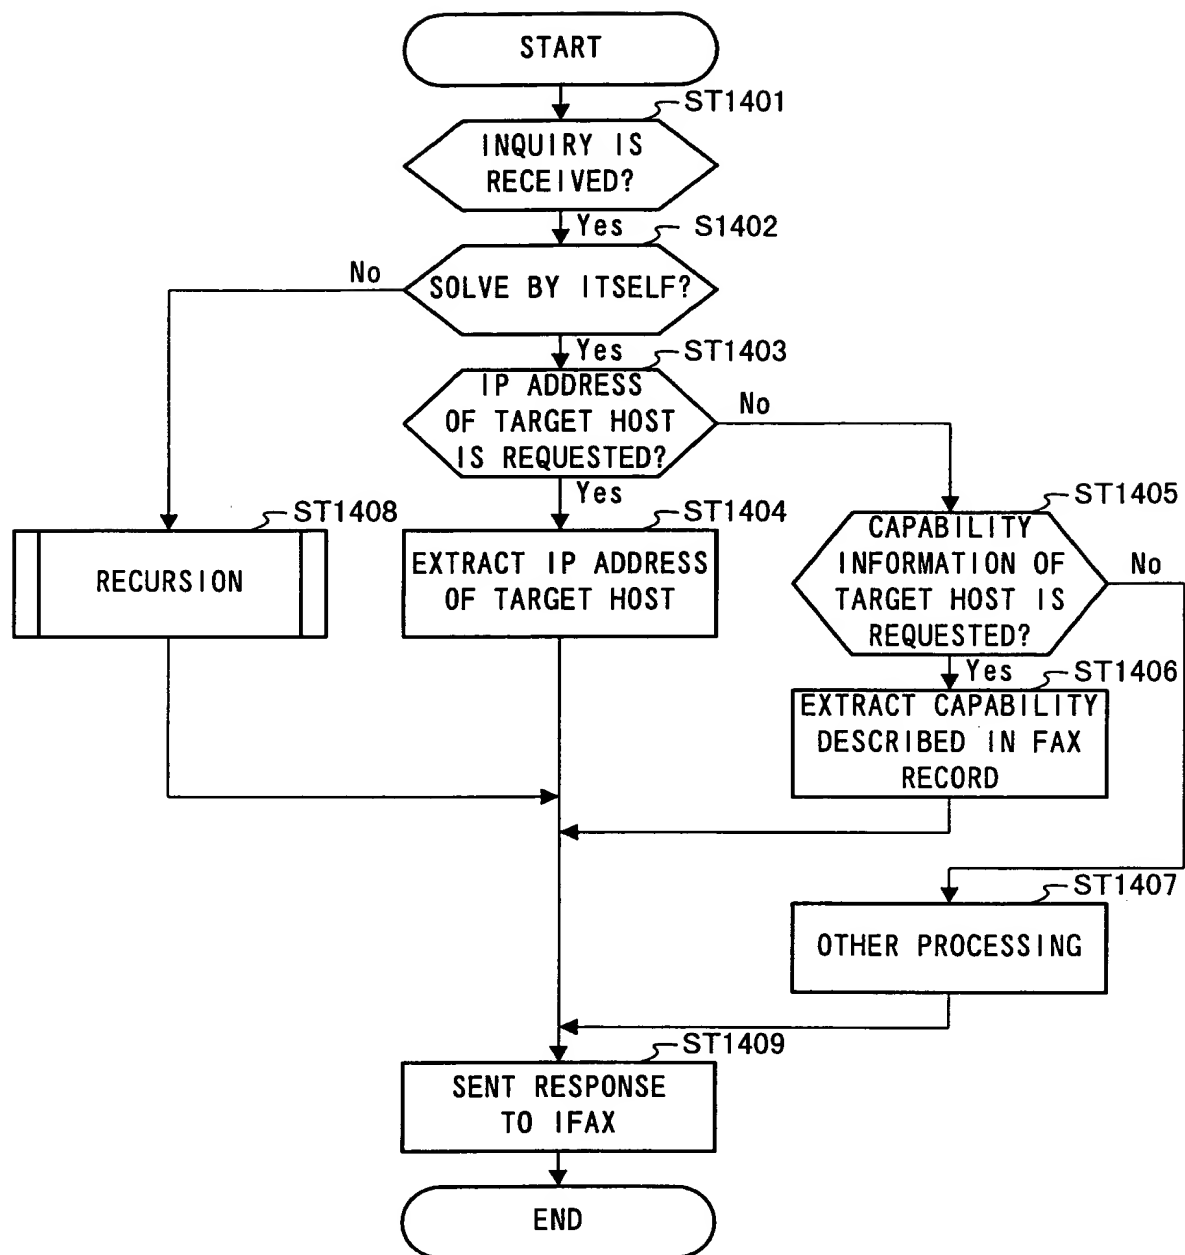 START
ST1401
INQUIRY IS
RECEIVED?
Yes
S1402
No
SOLVE BY ITSELF?
Yes
ST1403
IP ADDRESS
OF TARGET HOST
IS REQUESTED?
No
Yes
ST1408
RECURSION
ST1404
EXTRACT IP ADDRESS
OF TARGET HOST
ST1405
CAPABILITY
INFORMATION OF
TARGET HOST IS
REQUESTED?
No
Yes
ST1406
EXTRACT CAPABILITY
DESCRIBED IN FAX
RECORD
ST1407
OTHER PROCESSING
ST1409
SENT RESPONSE
TO IFAX
END